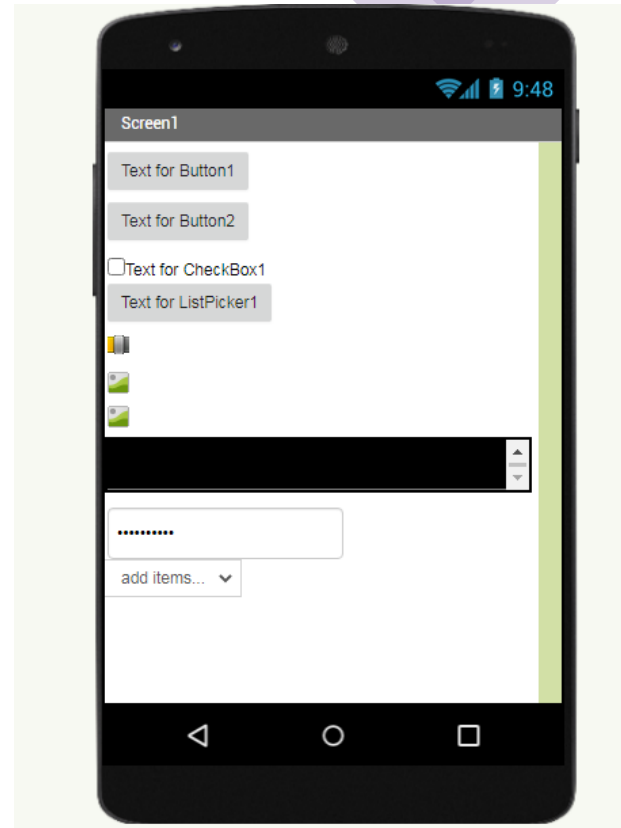 9:48
Screen1
Text for Button1
Text for Button2
Text for CheckBox1
Text for ListPicker1
••••••••••
add items...